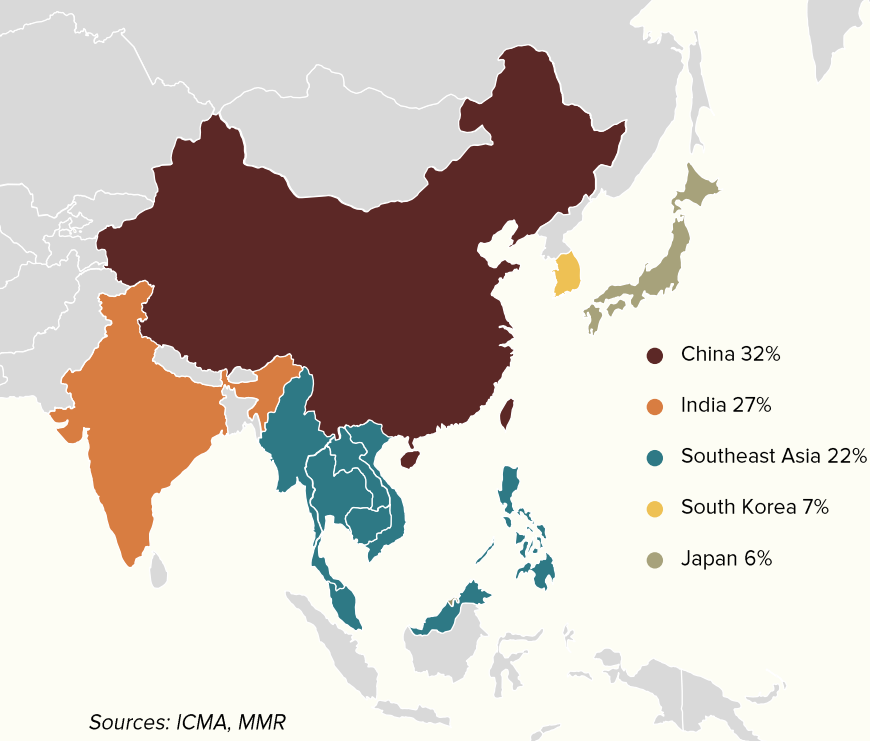 China 32%
India 27%
Southeast Asia 22%
South Korea 7%
Japan 6%
Sources: ICMA, MMR